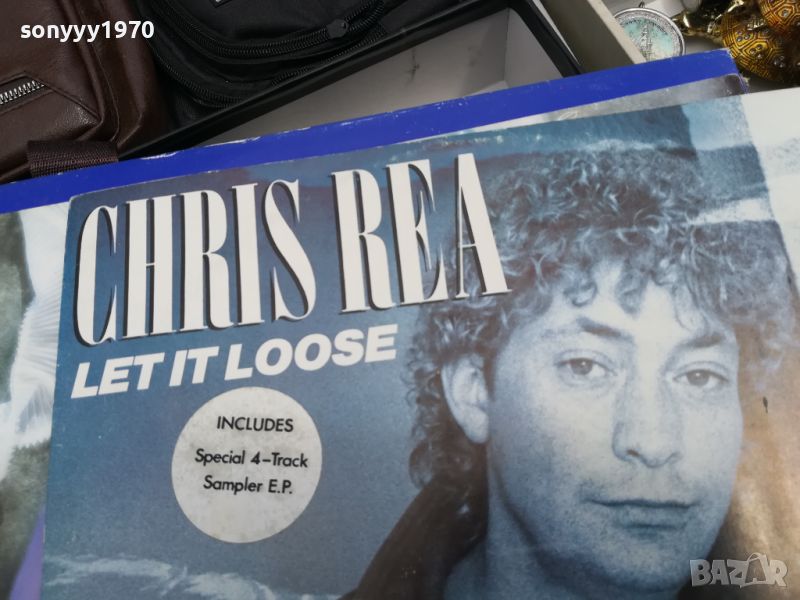 sonyyy1970
CHRIS REA
LET IT LOOSE
INCLUDES
Special 4-Track
Sampler E.P.
BAZAR